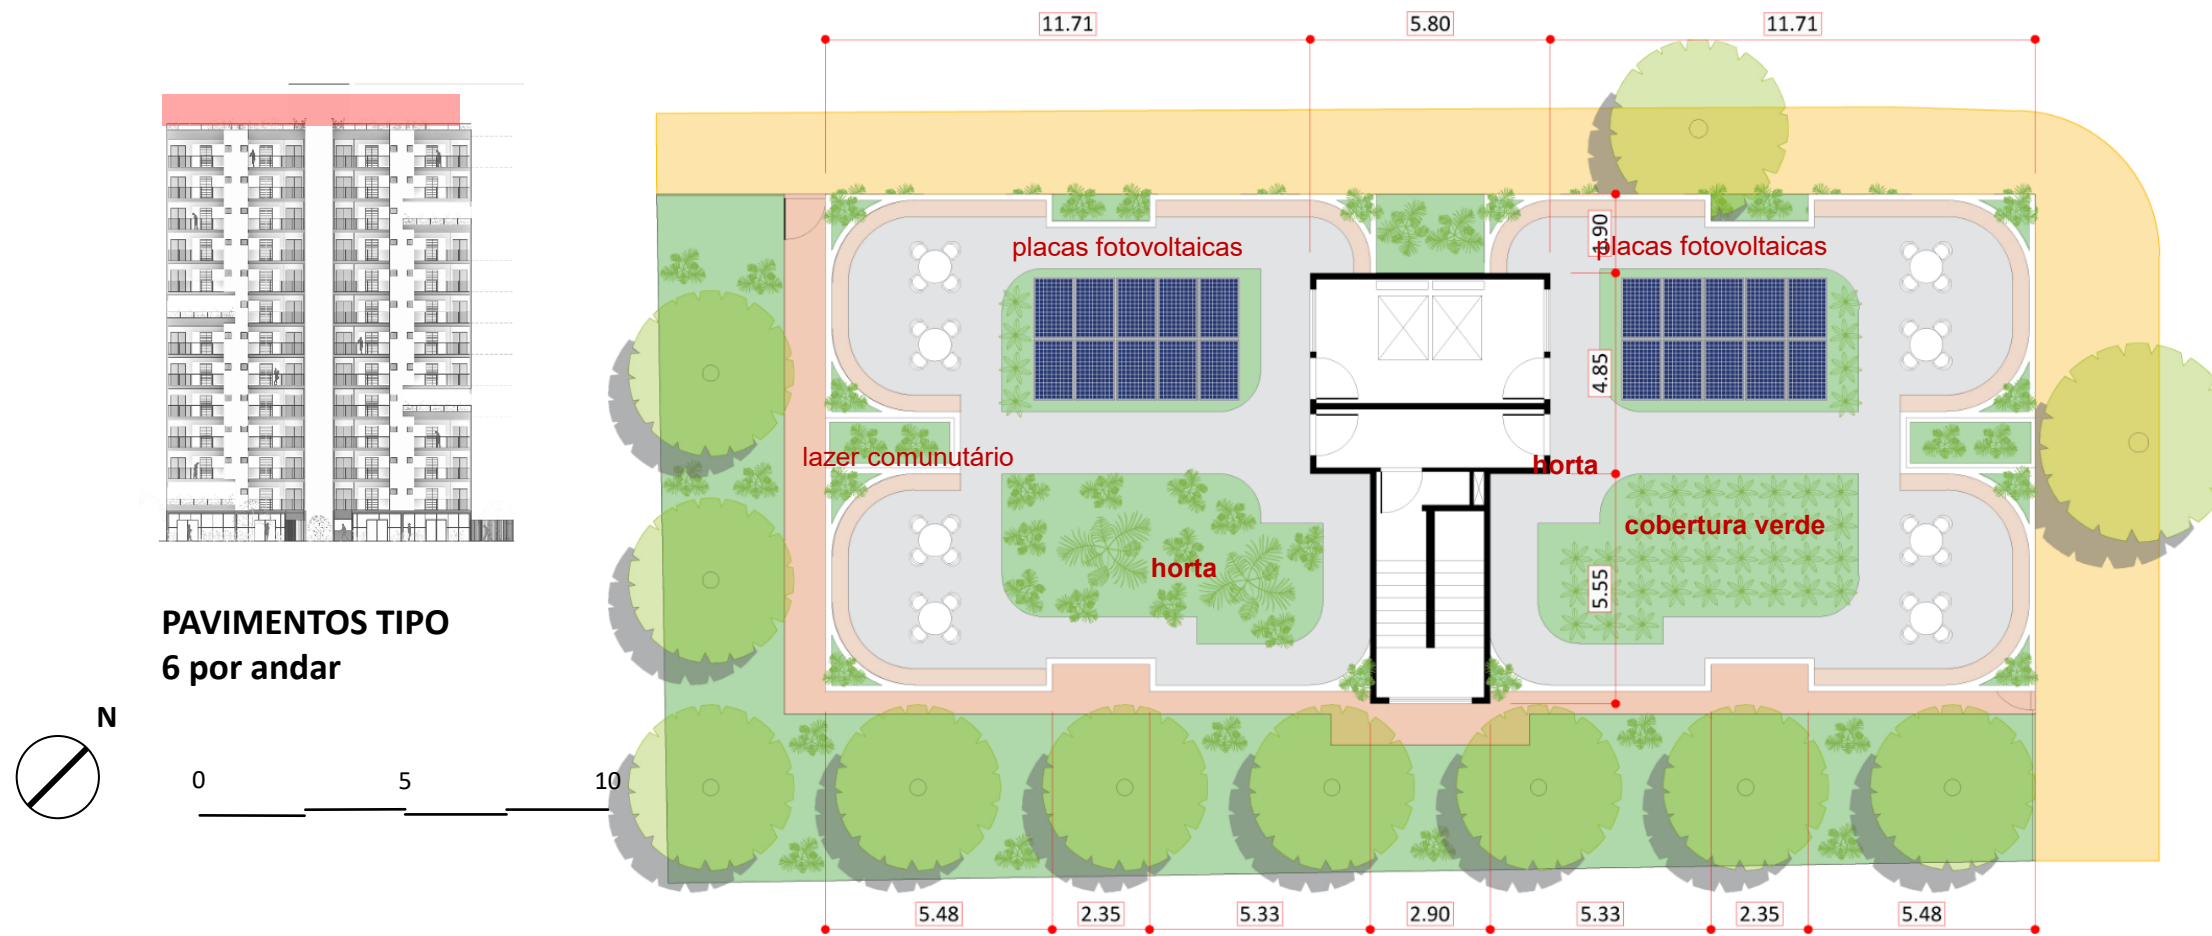 11.71
5.80
11.71
placas fotovoltaicas
1.90
placas fotovoltaicas
4.85
lazer comunutário
horta
cobertura verde
horta
5.55
PAVIMENTOS TIPO
6 por andar
N
0
5
10
5.48
2.35
5.33
2.90
5.33
2.35
5.48